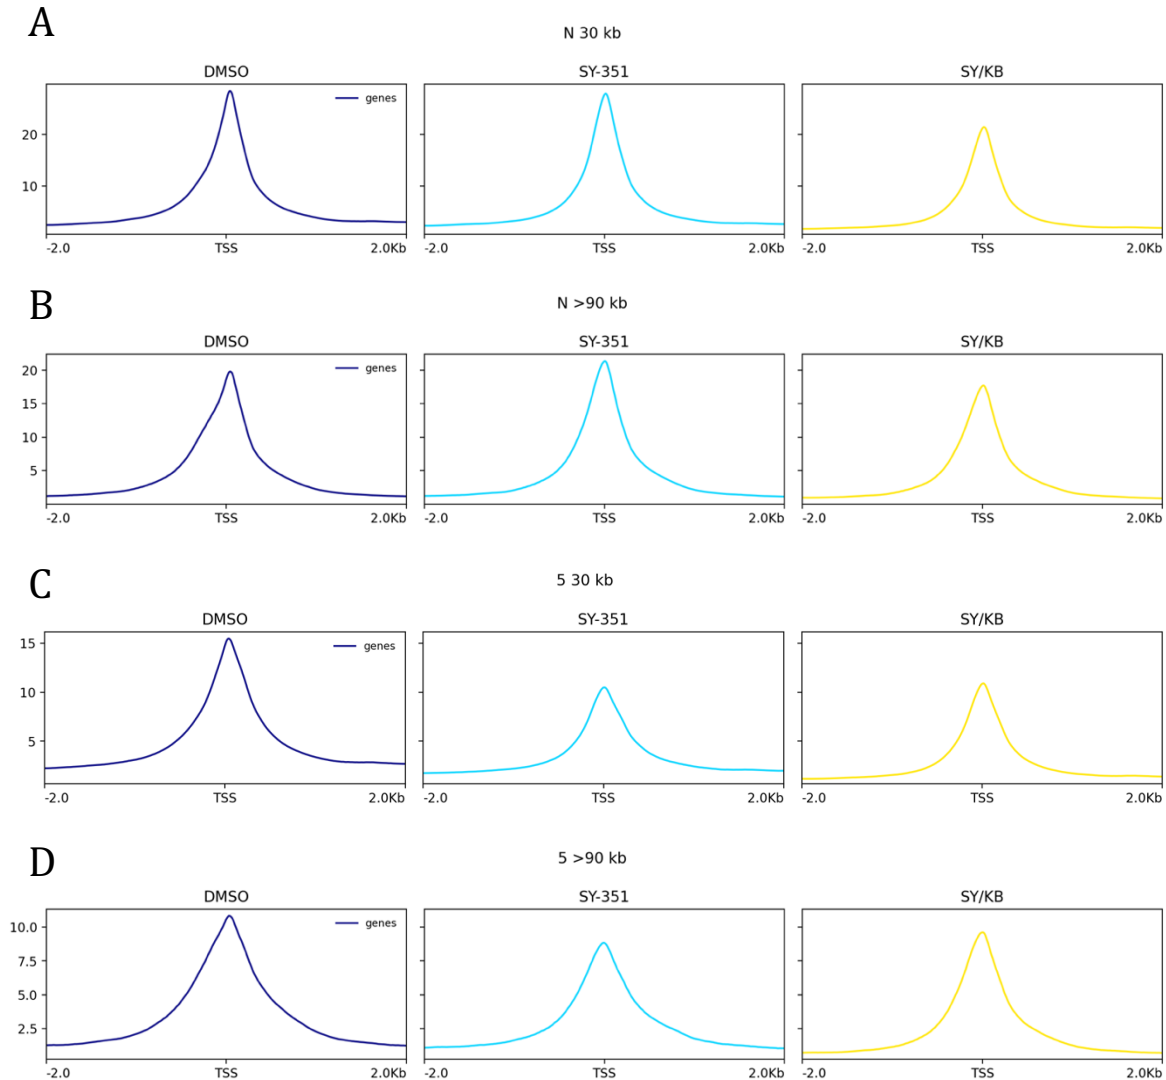 A
N 30 kb
DMSO SY-351 SY/KB
genes
20
10
-2.0 TSS 2.0Kb -2.0 TSS 2.0Kb -2.0 TSS 2.0Kb
B
N >90 kb
DMSO SY-351 SY/KB
genes
20
15
10
5
-2.0 TSS 2.0Kb -2.0 TSS 2.0Kb -2.0 TSS 2.0Kb
C
5 30 kb
DMSO SY-351 SY/KB
genes
15
10
5
-2.0 TSS 2.0Kb -2.0 TSS 2.0Kb -2.0 TSS 2.0Kb
D
5 >90 kb
DMSO SY-351 SY/KB
genes
10.0
7.5
5.0
2.5
-2.0 TSS 2.0Kb -2.0 TSS 2.0Kb -2.0 TSS 2.0Kb